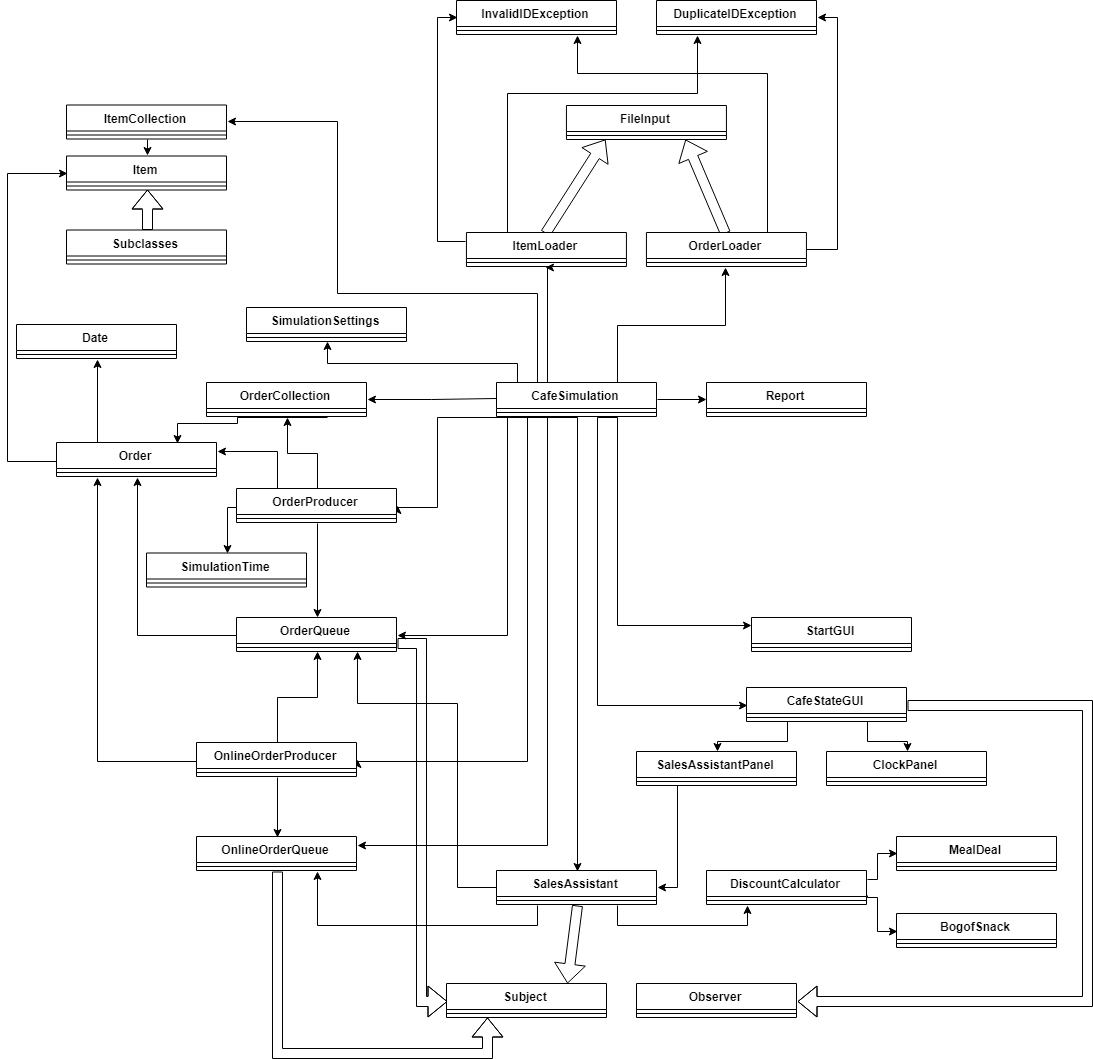 InvalidIDException
DuplicateIDException
ItemCollection
FileInput
Item
Subclasses
ItemLoader
OrderLoader
SimulationSettings
Date
OrderCollection
CafeSimulation
Report
Order
OrderProducer
SimulationTime
OrderQueue
StartGUI
CafeStateGUI
OnlineOrderProducer
SalesAssistantPanel
ClockPanel
OnlineOrderQueue
MealDeal
SalesAssistant
DiscountCalculator
BogofSnack
Subject
Observer